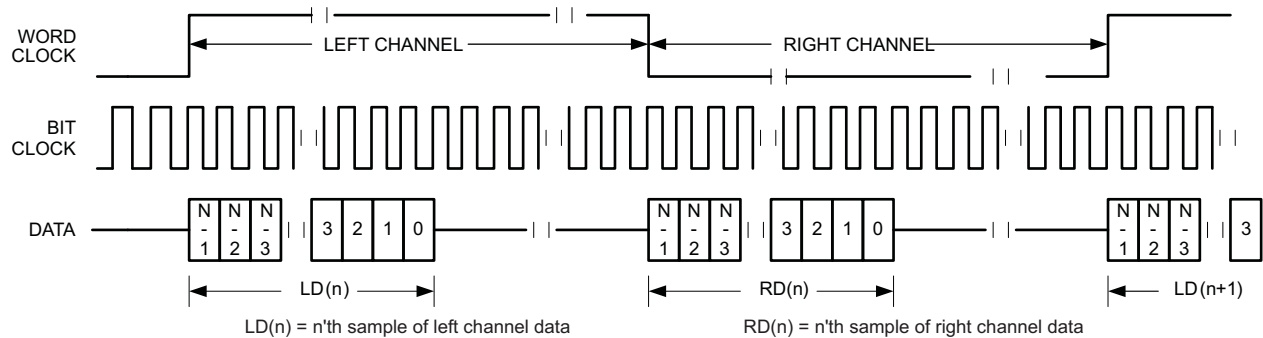 WORD
CLOCK
LEFT CHANNEL
RIGHT CHANNEL
BIT
CLOCK
DATA
N
-
1
N
-
2
N
-
3
3 2 1 0
N
-
1
N
-
2
N
-
3
3 2 1 0
N
-
1
N
-
2
N
-
3
3
LD(n)
RD(n)
LD(n+1)
LD(n) = n'th sample of left channel data
RD(n) = n'th sample of right channel data